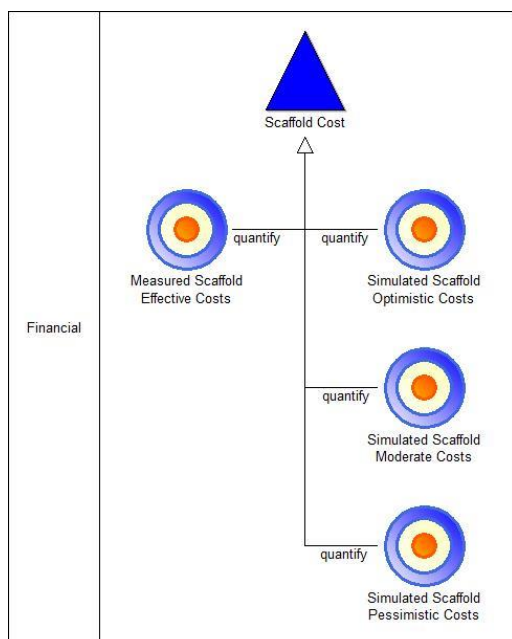 Scaffold Cost
quantify
quantify
Measured Scaffold
Effective Costs
Simulated Scaffold
Optimistic Costs
Financial
quantify
Simulated Scaffold
Moderate Costs
quantify
Simulated Scaffold
Pessimistic Costs